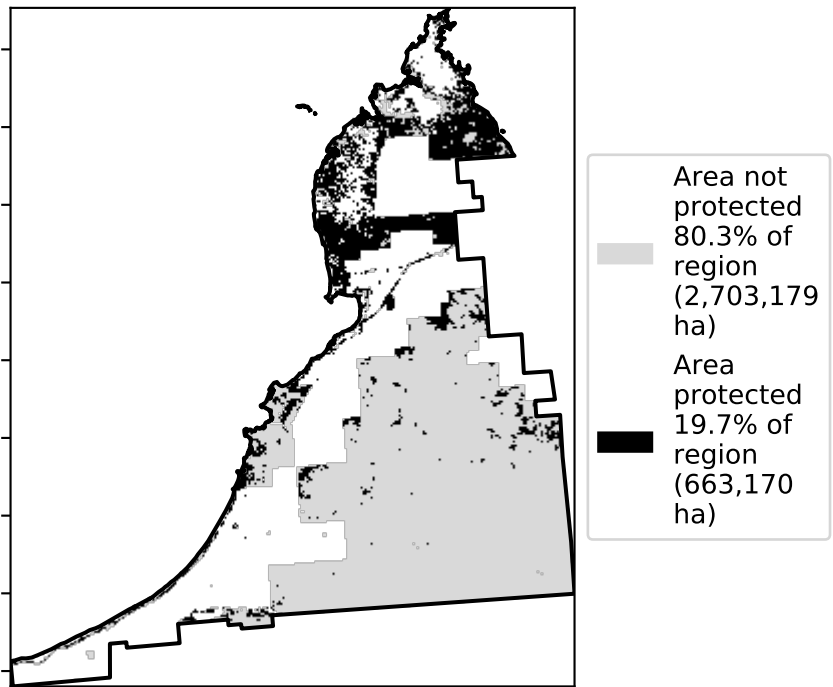 Area not
protected
80.3% of
region
(2,703,179
ha)
Area
protected
19.7% of
region
(663,170
ha)